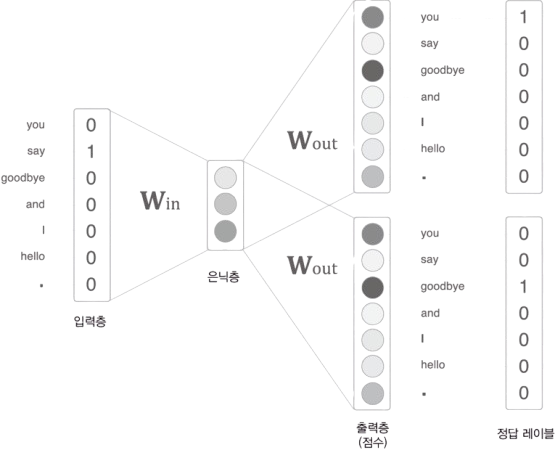 you 0
say 1
goodbye 0
and 0
I 0
hello 0
. 0
입력층
Win
은닉층
Wout
Wout
you 1
say 0
goodbye 0
and 0
I 0
hello 0
. 0
you 0
say 0
goodbye 1
and 0
I 0
hello 0
. 0
출력층
(점수)
정답 레이블